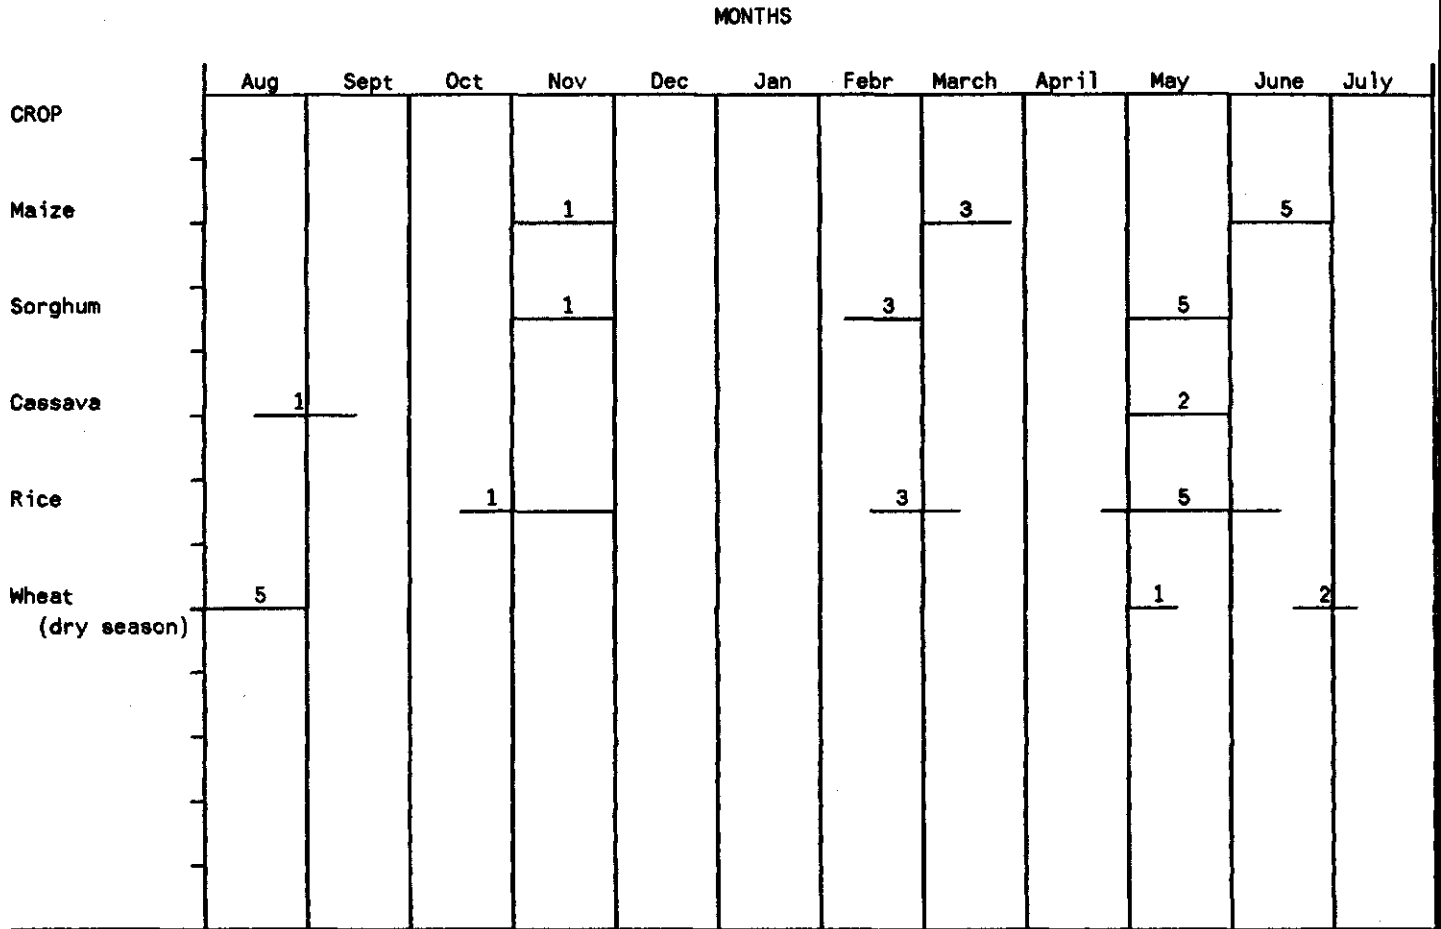 MONTHS
Aug Sept Oct Nov Dec Jan Febr March April May June July
CROP
Maize 1 3 5
Sorghum 1 3 5
Cassava 1 2
Rice 1 3 5
Wheat 5 1 2
(dry season)